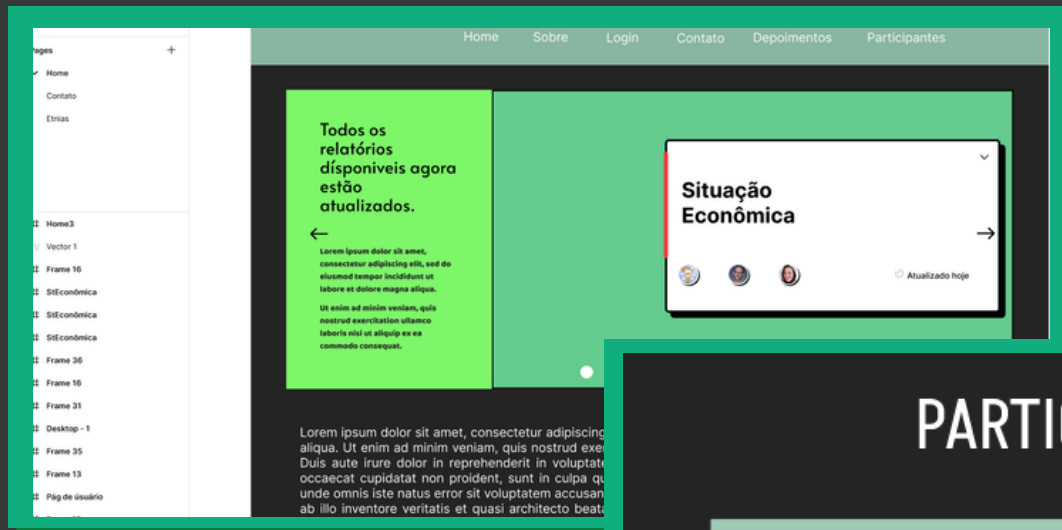 Pages +
Home
Contato
Etnias
Home3
Vector 1
Frame 16
StEconômica
StEconômica
StEconômica
Frame 36
Frame 16
Frame 31
Desktop - 1
Frame 35
Frame 13
Pág de úsuário
Home Sobre Login Contato Depoimentos Participantes
Todos os
relatórios
dísponiveis agora
estão
atualizados.
Lorem ipsum dolor sit amet,
consectetur adipiscing elit, sed do
eiusmod tempor incididunt ut
labore et dolore magna aliqua.
Ut enim ad minim veniam, quis
nostrud exercitation ullamco
laboris nisi ut aliquip ex ea
commodo consequat.
Situação
Econômica
Atualizado hoje
Lorem ipsum dolor sit amet, consectetur adipiscing
aliqua. Ut enim ad minim veniam, quis nostrud exe
Duis aute irure dolor in reprehenderit in voluptate
occaecat cupidatat non proident, sunt in culpa qu
unde omnis iste natus error sit voluptatem accusan
ab illo inventore veritatis et quasi architecto beata
PARTI